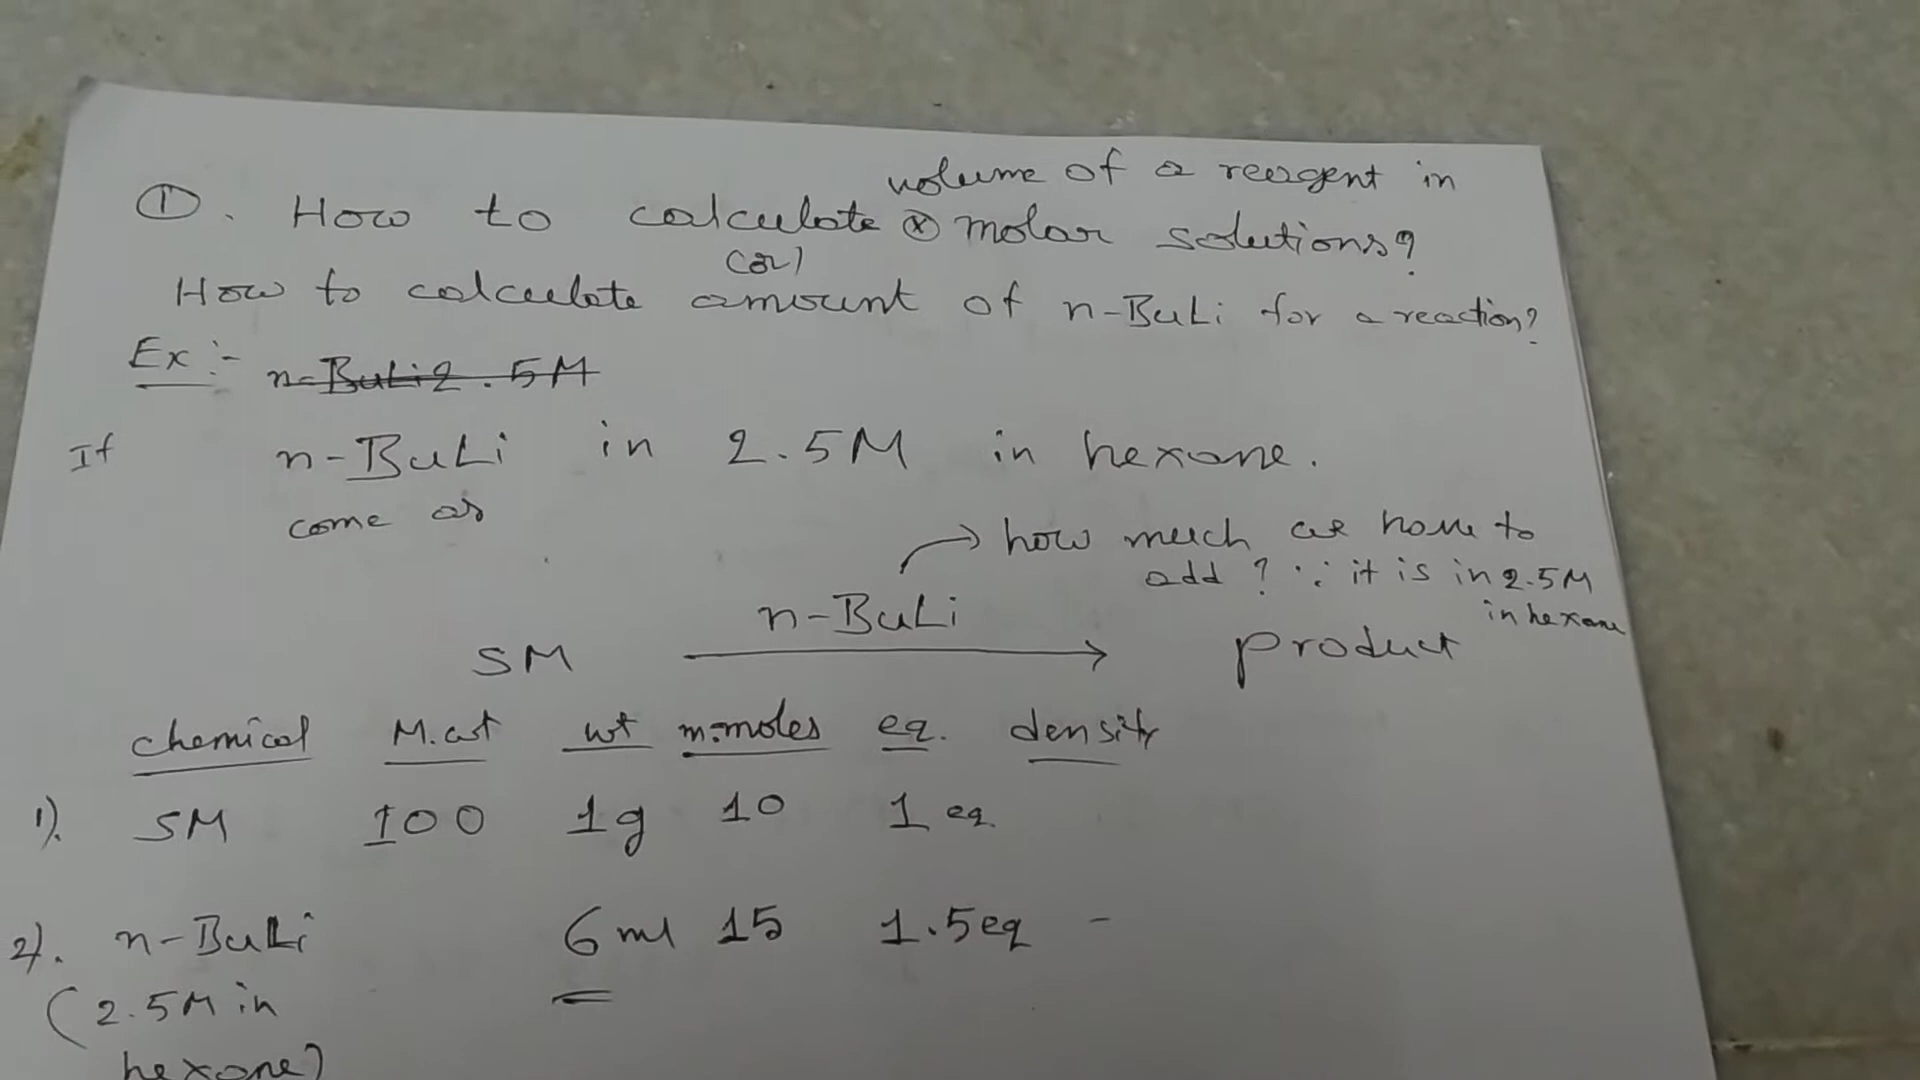 ①. How to calculate volume of a reagent in molar solutions?
(or)
How to calculate amount of n-BuLi for a reaction?
Ex :- n-BuLi 2.5M
If n-BuLi in 2.5M in hexane.
come as
how much we have to
add? ∵ it is in 2.5M
in hexane
n-BuLi
SM → product
chemical M.wt wt m.moles eq. density
1). SM 100 1g 10 1 eq.
2). n-BuLi 6 ml 15 1.5eq -
(2.5M in
hexane)